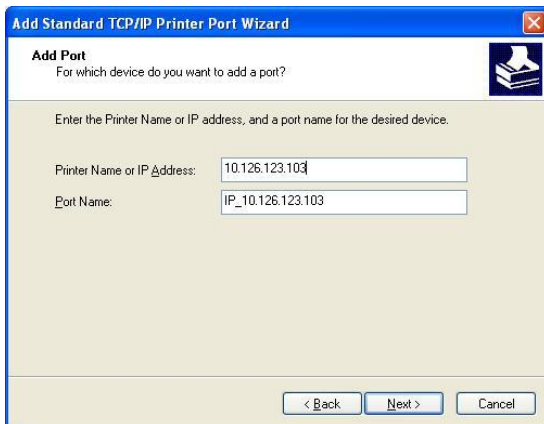 Add Standard TCP/IP Printer Port Wizard
Add Port
For which device do you want to add a port?
Enter the Printer Name or IP address, and a port name for the desired device.
Printer Name or IP Address: 10.126.123.103
Port Name: IP_10.126.123.103
< Back Next > Cancel